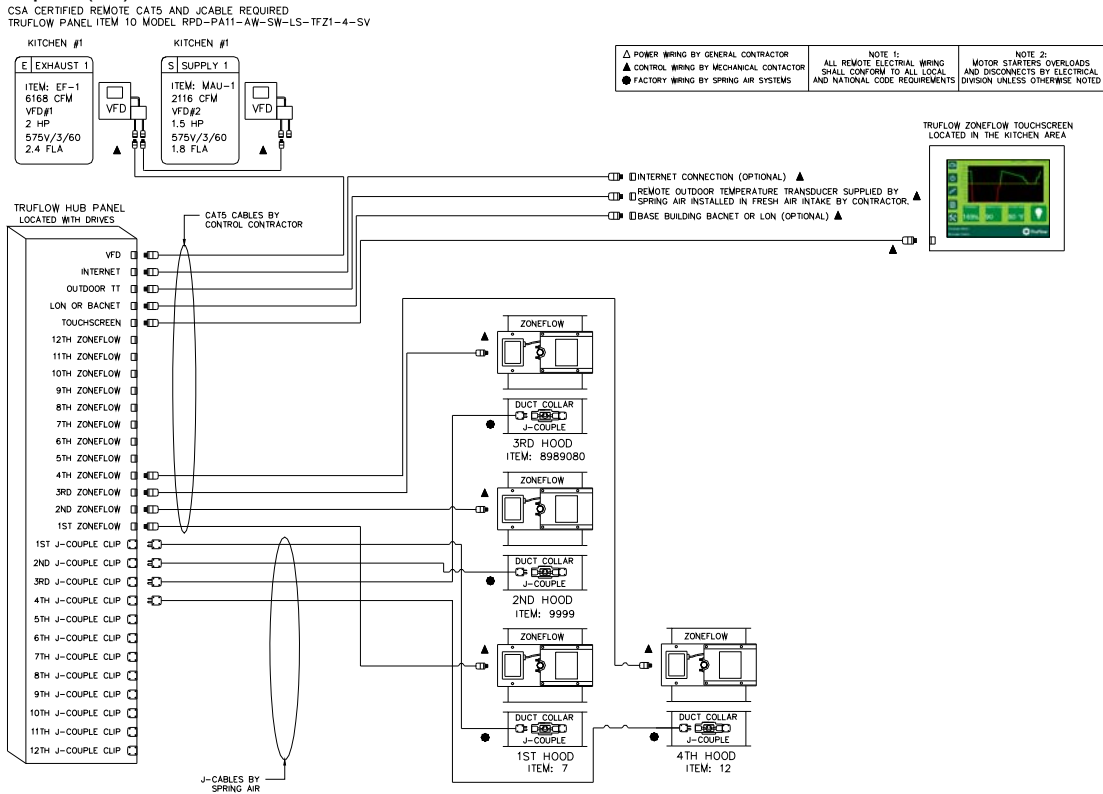 CSA CERTIFIED REMOTE CAT5 AND JCABLE REQUIRED
TRUFLOW PANEL ITEM 10 MODEL RPD-PA11-AW-SW-LS-TFZ1-4-SV
KITCHEN #1
E EXHAUST 1
ITEM: EF-1
6168 CFM
VFD#1
2 HP
575V/3/60
2.4 FLA
VFD
KITCHEN #1
S SUPPLY 1
ITEM: MAU-1
2116 CFM
VFD#2
1.5 HP
575V/3/60
1.8 FLA
VFD
△ POWER WIRING BY GENERAL CONTRACTOR
▲ CONTROL WIRING BY MECHANICAL CONTACTOR
● FACTORY WIRING BY SPRING AIR SYSTEMS
NOTE 1:
ALL REMOTE ELECTRIAL WIRING
SHALL CONFORM TO ALL LOCAL
AND NATIONAL CODE REQUIREMENTS
NOTE 2:
MOTOR STARTERS OVERLOADS
AND DISCONNECTS BY ELECTRICAL
DIVISION UNLESS OTHERWISE NOTED
TRUFLOW ZONEFLOW TOUCHSCREEN
LOCATED IN THE KITCHEN AREA
INTERNET CONNECTION (OPTIONAL)
REMOTE OUTDOOR TEMPERATURE TRANSDUCER SUPPLIED BY
SPRING AIR INSTALLED IN FRESH AIR INTAKE BY CONTRACTOR.
BASE BUILDING BACNET OR LON (OPTIONAL)
TRUFLOW HUB PANEL
LOCATED WITH DRIVES
CAT5 CABLES BY
CONTROL CONTRACTOR
VFD
INTERNET
OUTDOOR TT
LON OR BACNET
TOUCHSCREEN
12TH ZONEFLOW
11TH ZONEFLOW
10TH ZONEFLOW
9TH ZONEFLOW
8TH ZONEFLOW
7TH ZONEFLOW
6TH ZONEFLOW
5TH ZONEFLOW
4TH ZONEFLOW
3RD ZONEFLOW
2ND ZONEFLOW
1ST ZONEFLOW
1ST J-COUPLE CLIP
2ND J-COUPLE CLIP
3RD J-COUPLE CLIP
4TH J-COUPLE CLIP
5TH J-COUPLE CLIP
6TH J-COUPLE CLIP
7TH J-COUPLE CLIP
8TH J-COUPLE CLIP
9TH J-COUPLE CLIP
10TH J-COUPLE CLIP
11TH J-COUPLE CLIP
12TH J-COUPLE CLIP
J-CABLES BY
SPRING AIR
ZONEFLOW
DUCT COLLAR
J-COUPLE
3RD HOOD
ITEM: 8989080
ZONEFLOW
DUCT COLLAR
J-COUPLE
2ND HOOD
ITEM: 9999
ZONEFLOW
DUCT COLLAR
J-COUPLE
1ST HOOD
ITEM: 7
ZONEFLOW
DUCT COLLAR
J-COUPLE
4TH HOOD
ITEM: 12